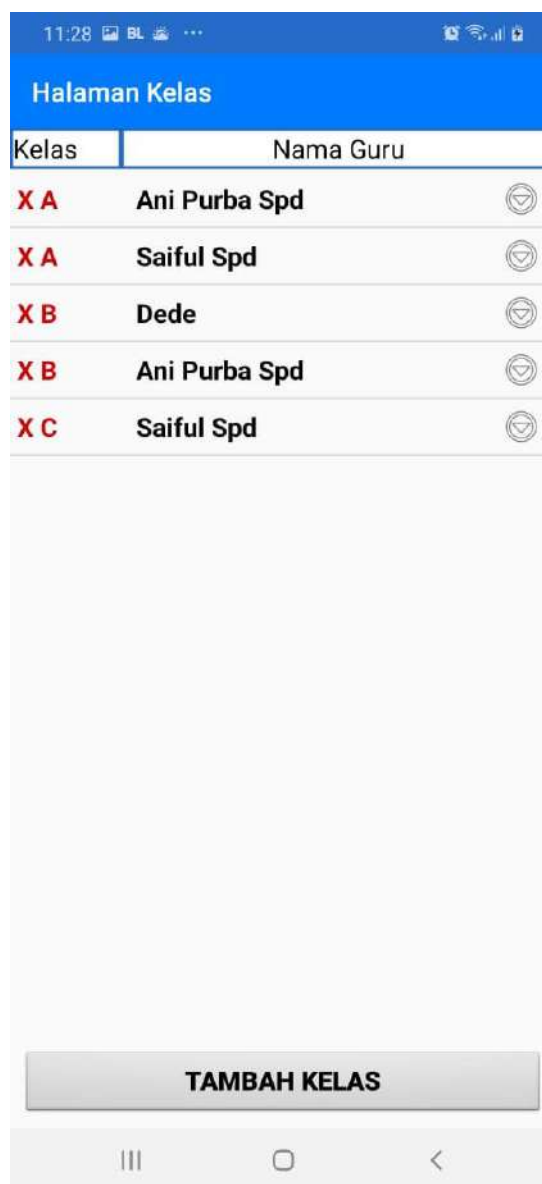 11:28 BL ...
Halaman Kelas
Kelas Nama Guru
X A Ani Purba Spd
X A Saiful Spd
X B Dede
X B Ani Purba Spd
X C Saiful Spd
TAMBAH KELAS